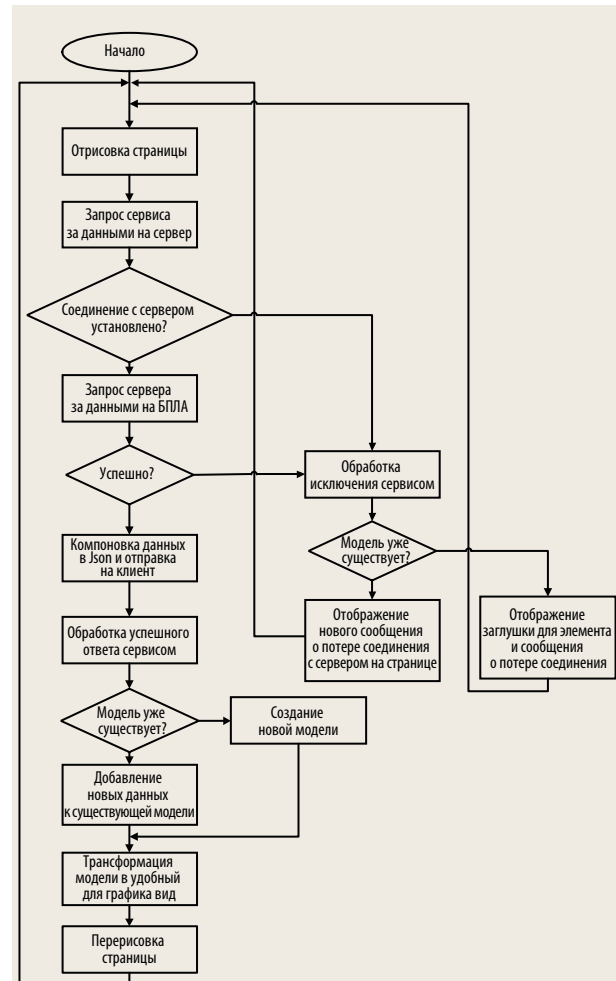 Начало
Отрисовка страницы
Запрос сервиса
за данными на сервер
Соединение с сервером
установлено?
Запрос сервера
за данными на БПЛА
Успешно?
Обработка
исключения сервисом
Компоновка данных
в Json и отправка
на клиент
Модель уже
существует?
Обработка успешного
ответа сервисом
Отображение
нового сообщения
о потере соединения
с сервером на странице
Отображение
заглушки для элемента
и сообщения
о потере соединения
Модель уже
существует?
Создание
новой модели
Добавление
новых данных
к существующей модели
Трансформация
модели в удобный
для графика вид
Перерисовка
страницы